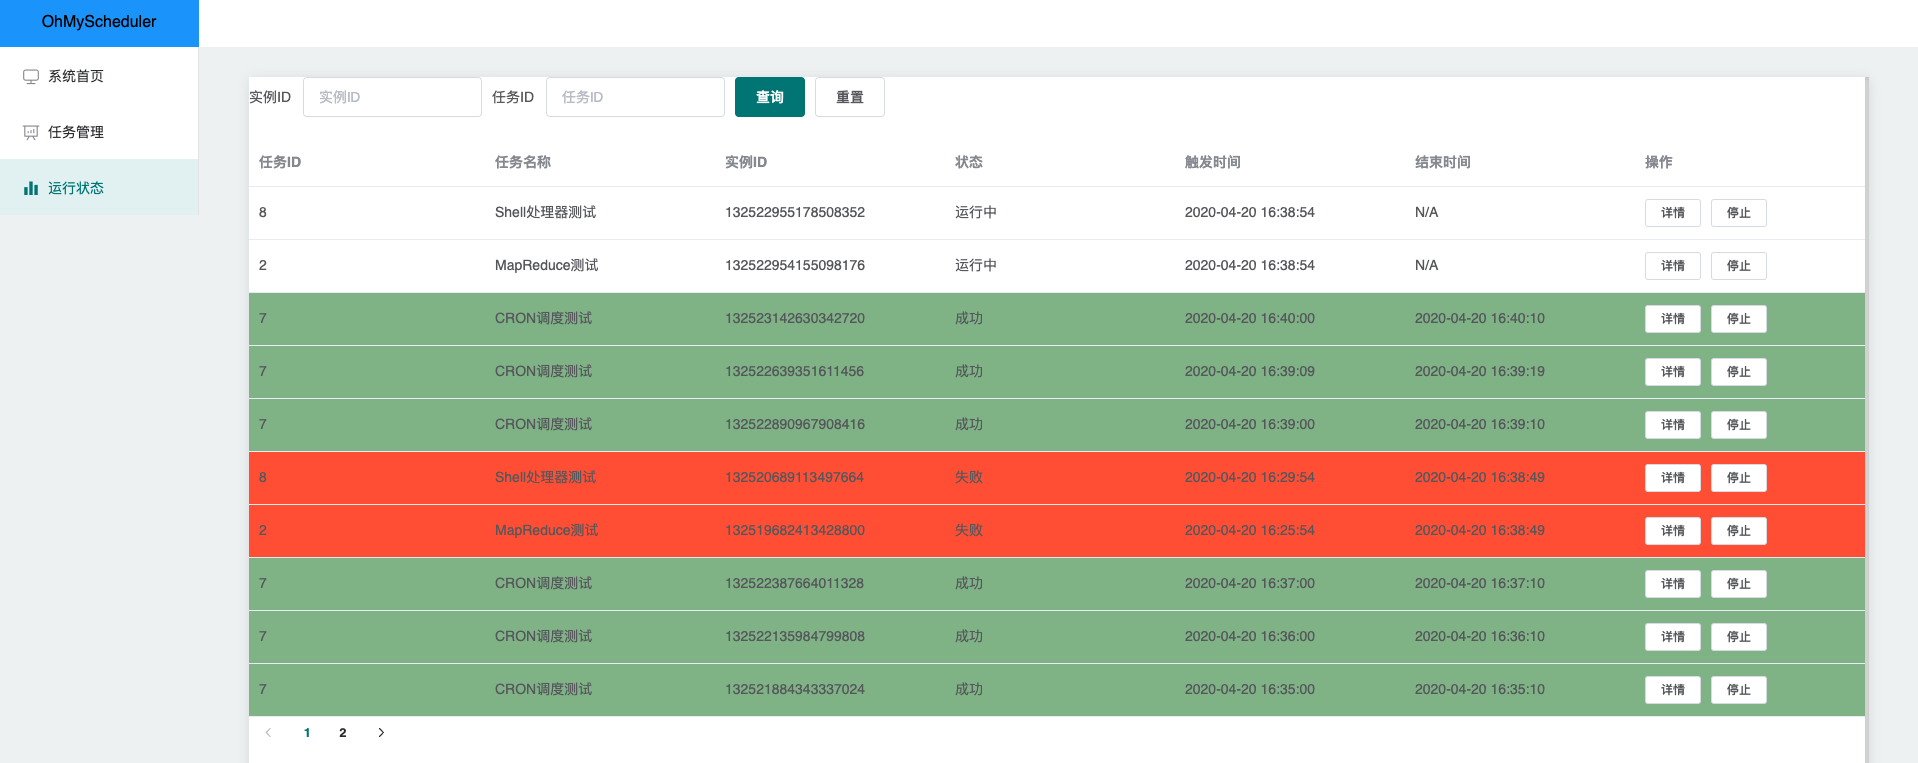 OhMyScheduler
系统首页
任务管理
运行状态
实例ID 实例ID 任务ID 任务ID 查询 重置
任务ID 任务名称 实例ID 状态 触发时间 结束时间 操作
8 Shell处理器测试 132522955178508352 运行中 2020-04-20 16:38:54 N/A 详情 停止
2 MapReduce测试 132522954155098176 运行中 2020-04-20 16:38:54 N/A 详情 停止
7 CRON调度测试 132523142630342720 成功 2020-04-20 16:40:00 2020-04-20 16:40:10 详情 停止
7 CRON调度测试 132522639351611456 成功 2020-04-20 16:39:09 2020-04-20 16:39:19 详情 停止
7 CRON调度测试 132522890967908416 成功 2020-04-20 16:39:00 2020-04-20 16:39:10 详情 停止
8 Shell处理器测试 132520689113497664 失败 2020-04-20 16:29:54 2020-04-20 16:38:49 详情 停止
2 MapReduce测试 132519682413428800 失败 2020-04-20 16:25:54 2020-04-20 16:38:49 详情 停止
7 CRON调度测试 132522387664011328 成功 2020-04-20 16:37:00 2020-04-20 16:37:10 详情 停止
7 CRON调度测试 132522135984799808 成功 2020-04-20 16:36:00 2020-04-20 16:36:10 详情 停止
7 CRON调度测试 132521884343337024 成功 2020-04-20 16:35:00 2020-04-20 16:35:10 详情 停止
1 2